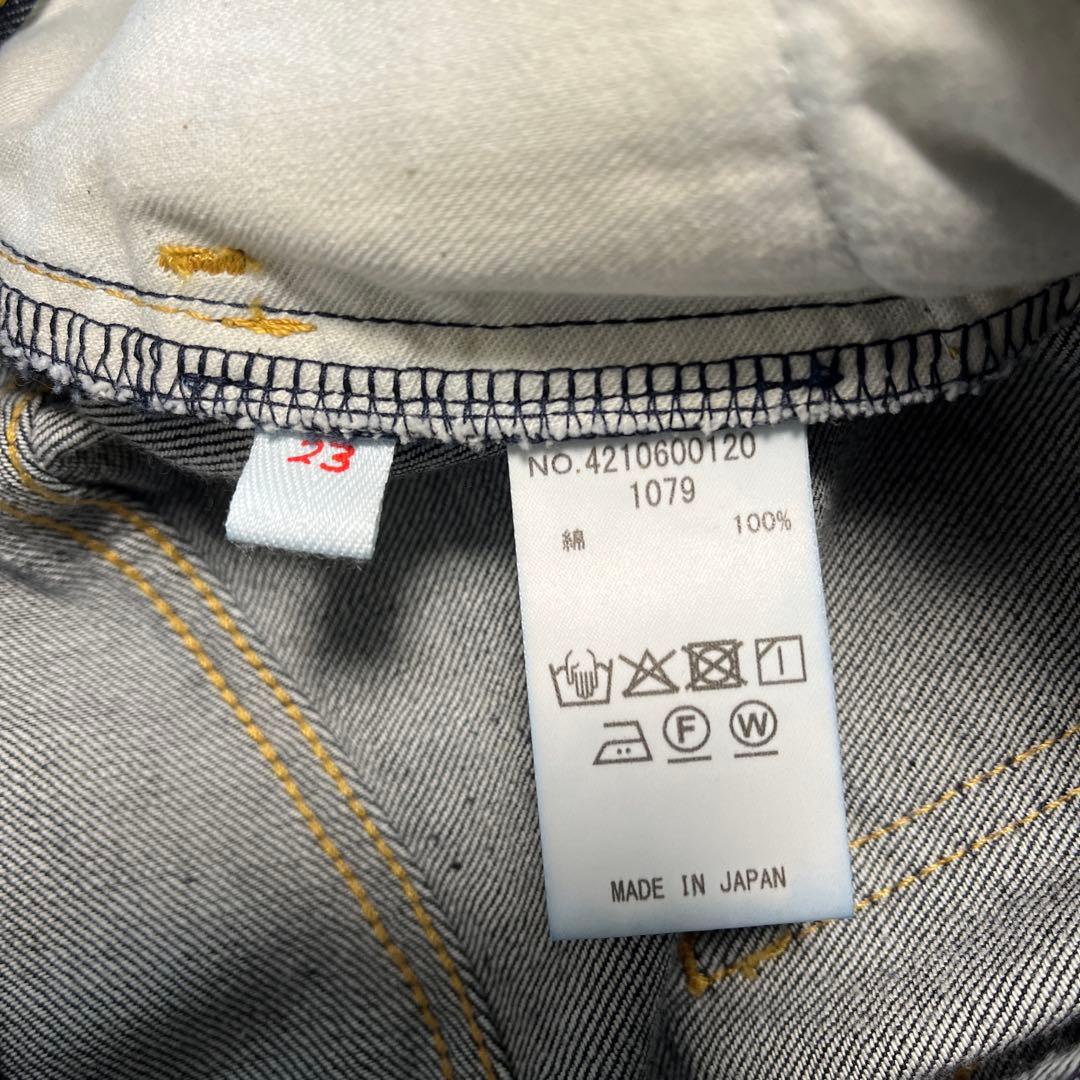 23
NO.4210600120
1079
綿 100%
F W
MADE IN JAPAN